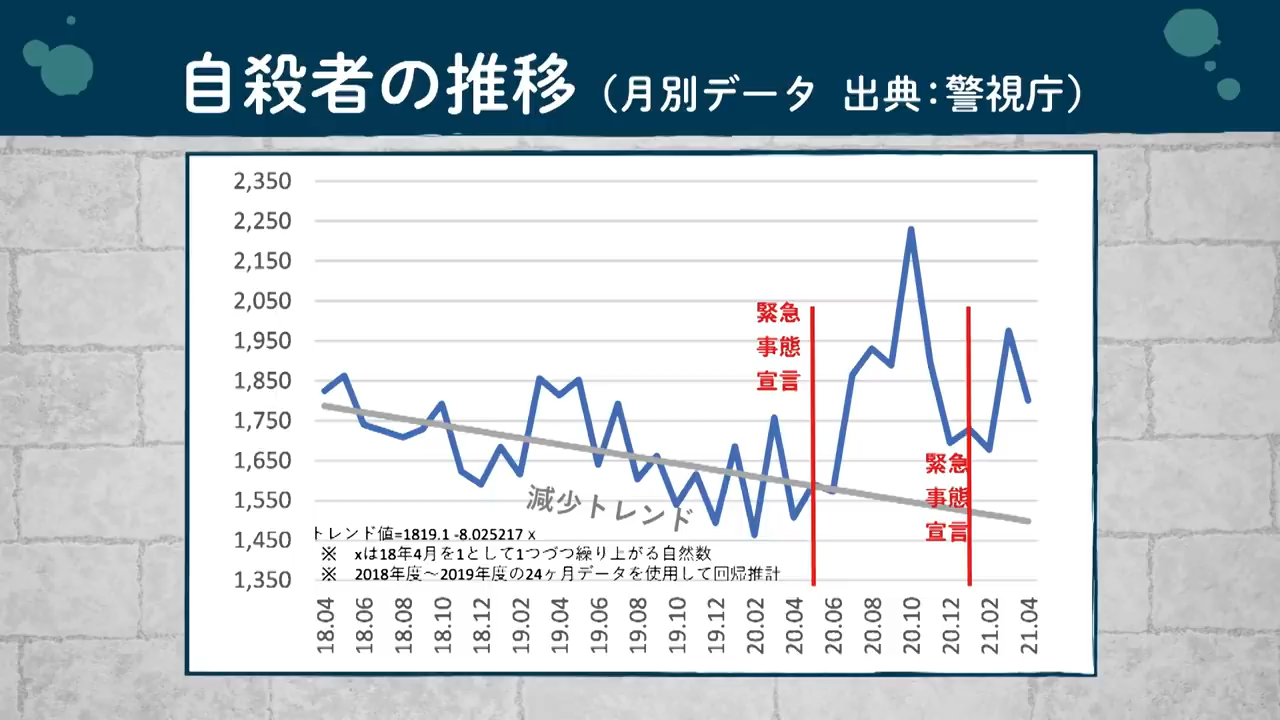 自殺者の推移（月別データ 出典：警視庁）
2,350
2,250
2,150
2,050
1,950
1,850
1,750
1,650
1,550
1,450
1,350
緊急
事態
宣言
緊急
事態
宣言
減少トレンド
トレンド値=1819.1 -8.025217 x
※ xは18年4月を1として1つづつ繰り上がる自然数
※ 2018年度～2019年度の24ヶ月データを使用して回帰推計
18.04 18.06 18.08 18.10 18.12 19.02 19.04 19.06 19.08 19.10 19.12 20.02 20.04 20.06 20.08 20.10 20.12 21.02 21.04